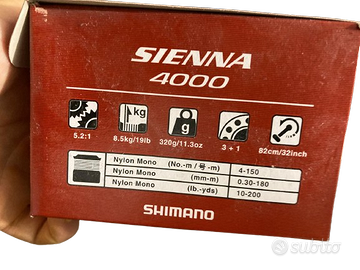 SIENNA
4000
kg
g
5.2:1
8.5kg/19lb
320g/11.3oz
3 + 1
82cm/32inch
Nylon Mono (No.-m / 号-m) 4-150
Nylon Mono (mm-m) 0.30-180
Nylon Mono (lb.-yds) 10-200
SHIMANO
subito